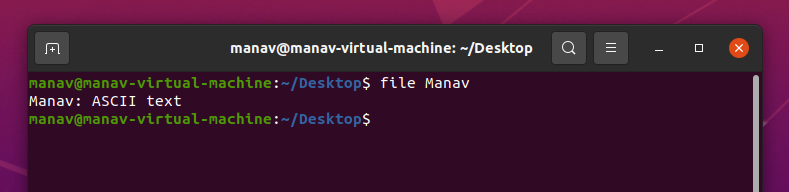 manav@manav-virtual-machine: ~/Desktop
manav@manav-virtual-machine:~/Desktop$ file Manav
Manav: ASCII text
manav@manav-virtual-machine:~/Desktop$